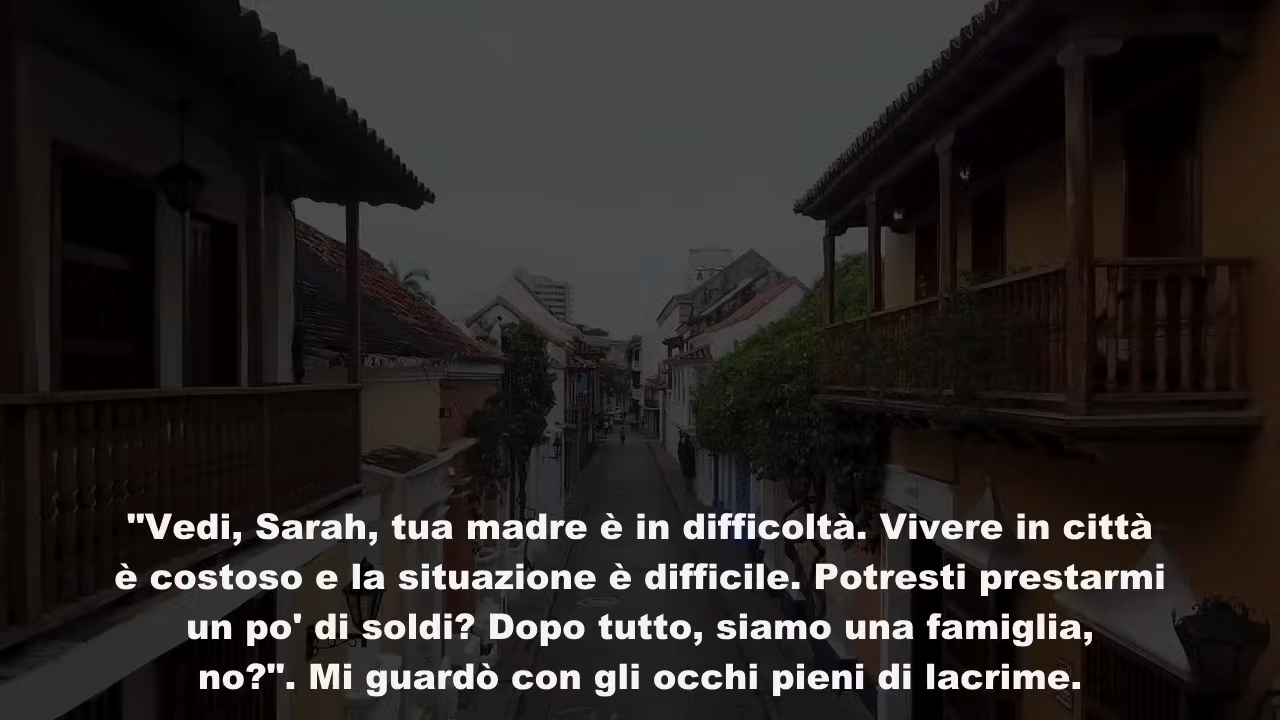 "Vedi, Sarah, tua madre è in difficoltà. Vivere in città
è costoso e la situazione è difficile. Potresti prestarmi
un po' di soldi? Dopo tutto, siamo una famiglia,
no?". Mi guardò con gli occhi pieni di lacrime.